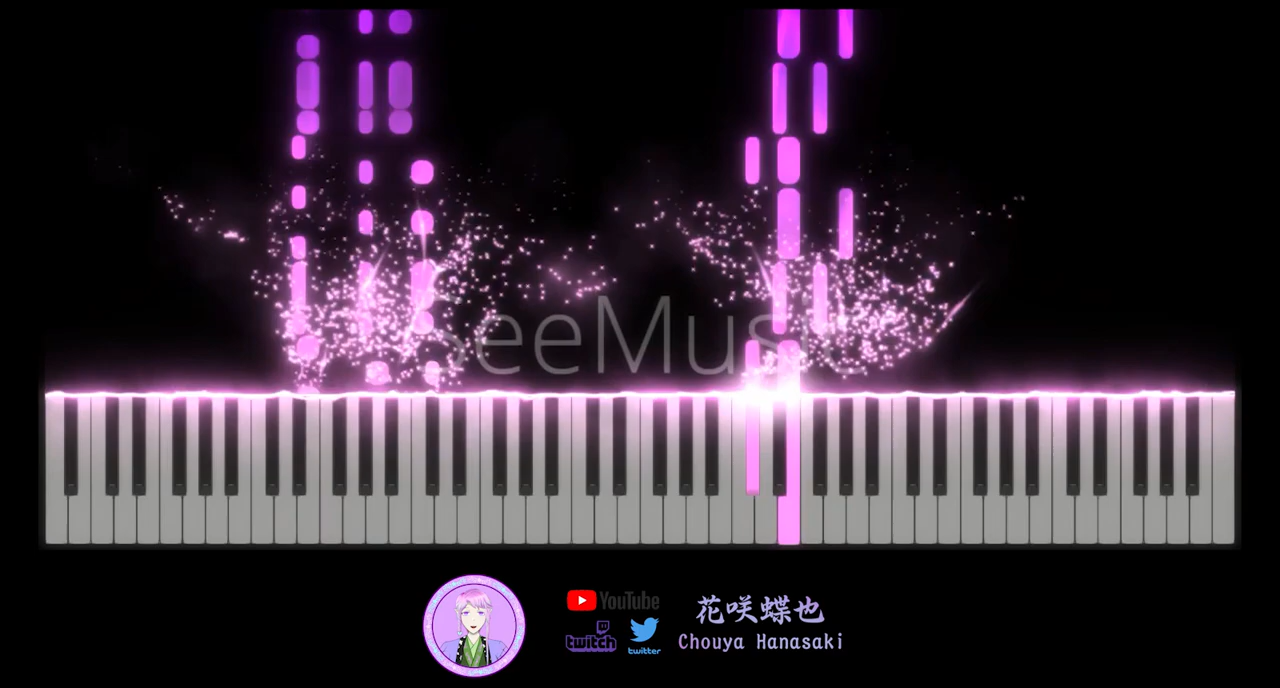 SeeMusic
YouTube
花咲蝶也
twitch
twitter
Chouya Hanasaki